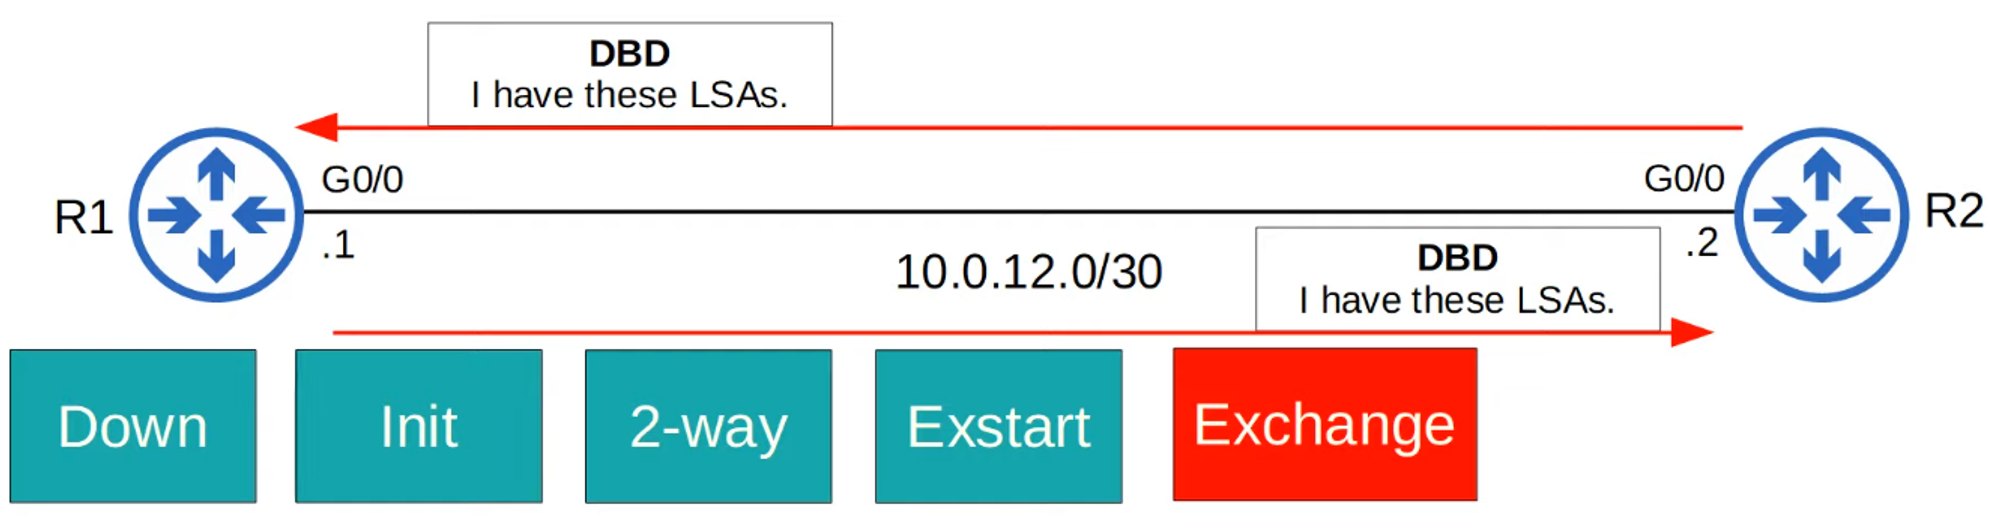 DBD
I have these LSAs.
G0/0
G0/0
R1
R2
.1
.2
10.0.12.0/30
DBD
I have these LSAs.
Down
Init
2-way
Exstart
Exchange